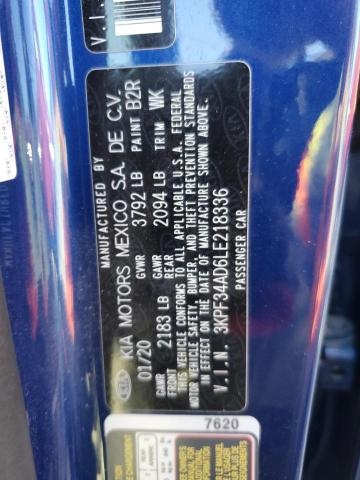 MANUFACTURED BY
KIA MOTORS MEXICO S.A. DE C.V.
01/20 GVWR 3792 LB PAINT B2R
GAWR FRONT 2183 LB GAWR REAR 2094 LB TRIM WK
THIS VEHICLE CONFORMS TO ALL APPLICABLE U.S.A. FEDERAL
MOTOR VEHICLE SAFETY, BUMPER, AND THEFT PREVENTION
STANDARDS IN EFFECT ON THE DATE OF MANUFACTURE SHOWN ABOVE.
V.I.N. 3KPF34AD6LE218336
PASSENGER CAR
KIA
V.I.
7620